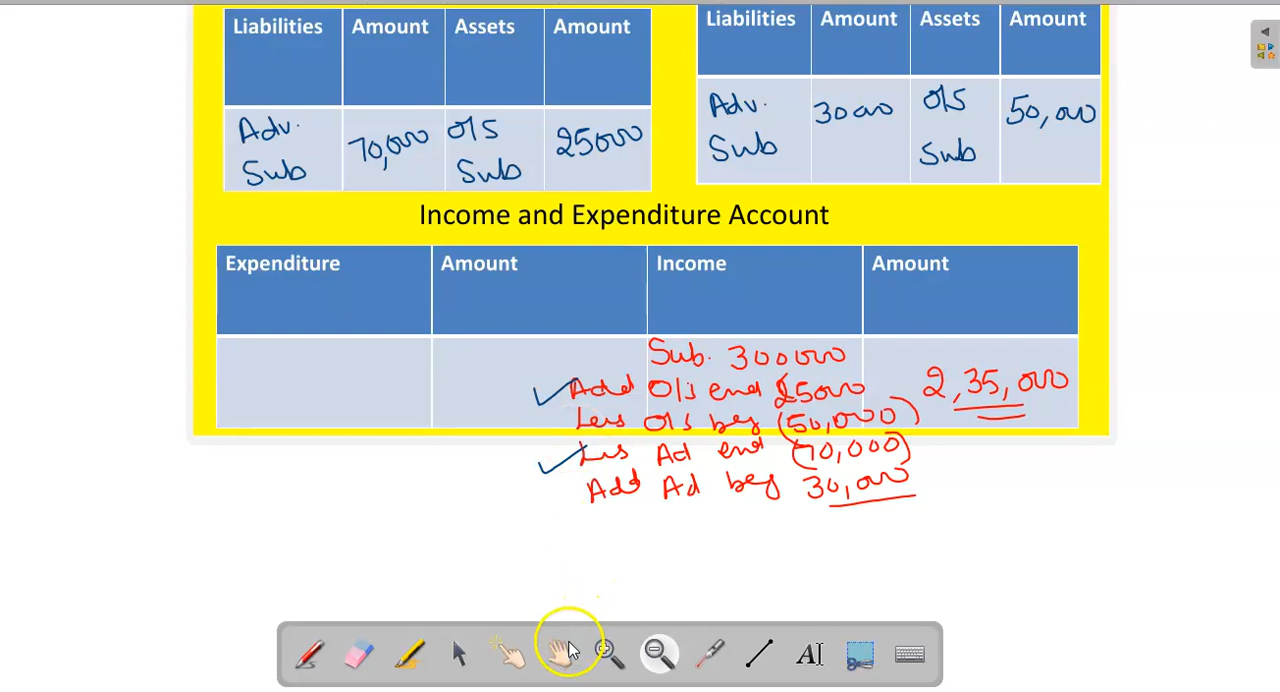 Liabilities Amount Assets Amount
Adv. Sub 70,000 O/S Sub 25000
Liabilities Amount Assets Amount
Adv. Sub 30000 O/S Sub 50,000
Income and Expenditure Account
Expenditure Amount Income Amount
Sub. 300000
Add O/s end 25000 2,35,000
Less O/s beg (50,000)
Less Ad end (70,000)
Add Ad beg 30,000
AI